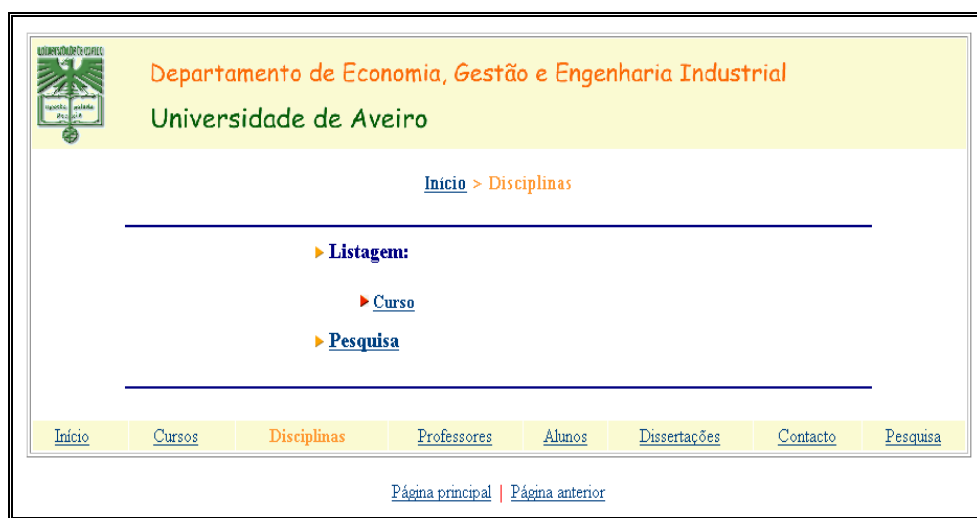 Departamento de Economia, Gestão e Engenharia Industrial
Universidade de Aveiro
Início > Disciplinas
Listagem:
Curso
Pesquisa
Início Cursos Disciplinas Professores Alunos Dissertações Contacto Pesquisa
Página principal | Página anterior